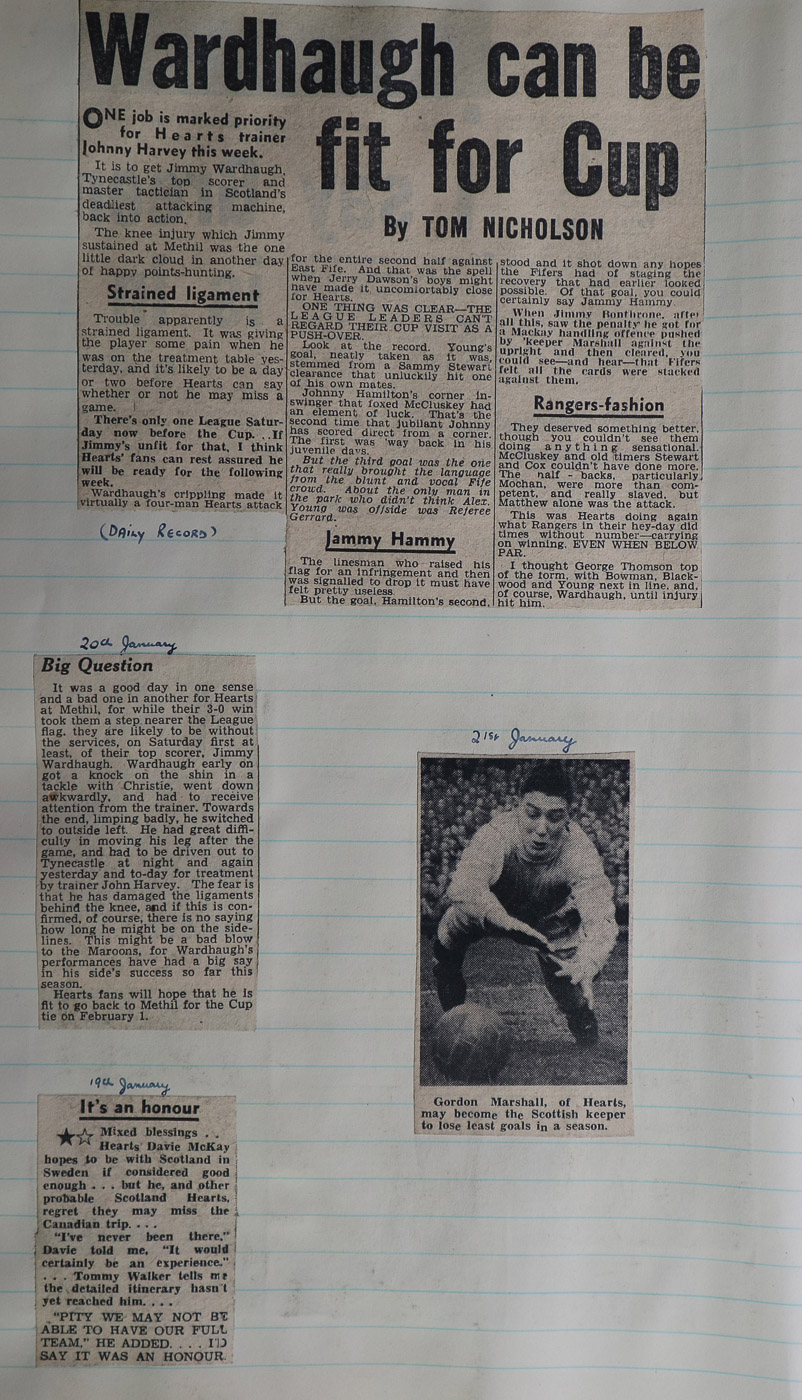 Wardhaugh can be
fit for Cup
By TOM NICHOLSON
ONE job is marked priority
for Hearts trainer
Johnny Harvey this week.
It is to get Jimmy Wardhaugh,
Tynecastle's top scorer and
master tactician in Scotland's
deadliest attacking machine,
back into action.
The knee injury which Jimmy
sustained at Methil was the one
little dark cloud in another day
of happy points-hunting.
Strained ligament
Trouble apparently is a
strained ligament. It was giving
the player some pain when he
was on the treatment table yes-
terday, and it's likely to be a day
or two before Hearts can say
whether or not he may miss a
game.
There's only one League Satur-
day now before the Cup. . . If
Jimmy's unfit for that, I think
Hearts' fans can rest assured he
will be ready for the following
week.
Wardhaugh's crippling made it
virtually a four-man Hearts attack
for the entire second half against
East Fife. And that was the spell
when Jerry Dawson's boys might
have made it uncomfortably close
for Hearts.
ONE THING WAS CLEAR—THE
LEAGUE LEADERS CAN'T
REGARD THEIR CUP VISIT AS A
PUSH-OVER.
Look at the record. Young's
goal, neatly taken as it was,
stemmed from a Sammy Stewart
clearance that unluckily hit one
of his own mates.
Johnny Hamilton's corner in-
swinger that foxed McCluskey had
an element of luck. That's the
second time that jubilant Johnny
has scored direct from a corner.
The first was 'way back in his
juvenile days.
But the third goal was the one
that really brought the language
from the blunt and vocal Fife
crowd. About the only man in
the park who didn't think Alex.
Young was offside was Referee
Gerrard.
Jammy Hammy
The linesman who raised his
flag for an infringement and then
was signalled to drop it must have
felt pretty useless.
But the goal, Hamilton's second,
stood and it shot down any hopes
the Fifers had of staging the
recovery that had earlier looked
possible. Of that goal, you could
certainly say Jammy Hammy
When Jimmy Bonthrone, after
all this, saw the penalty he got for
a Mackay handling offence pushed
by 'keeper Marshall against the
upright and then cleared, you
could see—and hear—that Fifers
felt all the cards were stacked
against them.
Rangers-fashion
They deserved something better,
though you couldn't see them
doing anything sensational.
McCluskey and old timers Stewart
and Cox couldn't have done more.
The half-backs, particularly
Mochan, were more than com-
petent, and really slaved, but
Matthew alone was the attack.
This was Hearts doing again
what Rangers in their hey-day did
times without number—carrying
on winning, EVEN WHEN BELOW
PAR.
I thought George Thomson top
of the form, with Bowman, Black-
wood and Young next in line, and,
of course, Wardhaugh, until injury
hit him.
(DAILY RECORD)
20th January
Big Question
It was a good day in one sense
and a bad one in another for Hearts
at Methil, for while their 3-0 win
took them a step nearer the League
flag, they are likely to be without
the services, on Saturday first at
least, of their top scorer, Jimmy
Wardhaugh. Wardhaugh early on
got a knock on the shin in a
tackle with Christie, went down
awkwardly, and had to receive
attention from the trainer. Towards
the end, limping badly, he switched
to outside left. He had great diffi-
culty in moving his leg after the
game, and had to be driven out to
Tynecastle at night and again
yesterday and to-day for treatment
by trainer John Harvey. The fear is
that he has damaged the ligaments
behind the knee, and if this is con-
firmed, of course, there is no saying
how long he might be on the side-
lines. This might be a bad blow
to the Maroons, for Wardhaugh's
performances have had a big say
in his side's success so far this
season.
Hearts fans will hope that he is
fit to go back to Methil for the Cup
tie on February 1.
21st January
Gordon Marshall, of Hearts,
may become the Scottish keeper
to lose least goals in a season.
19th January
It's an honour
Mixed blessings . .
Hearts Davie McKay
hopes to be with Scotland in
Sweden if considered good
enough . . . but he, and other
probable Scotland Hearts,
regret they may miss the
Canadian trip. . . .
"I've never been there,"
Davie told me, "It would
certainly be an experience."
. . . Tommy Walker tells me
the detailed itinerary hasn't
yet reached him. . . .
"PITY WE MAY NOT BE
ABLE TO HAVE OUR FULL
TEAM," HE ADDED. . . . I'D
SAY IT WAS AN HONOUR.